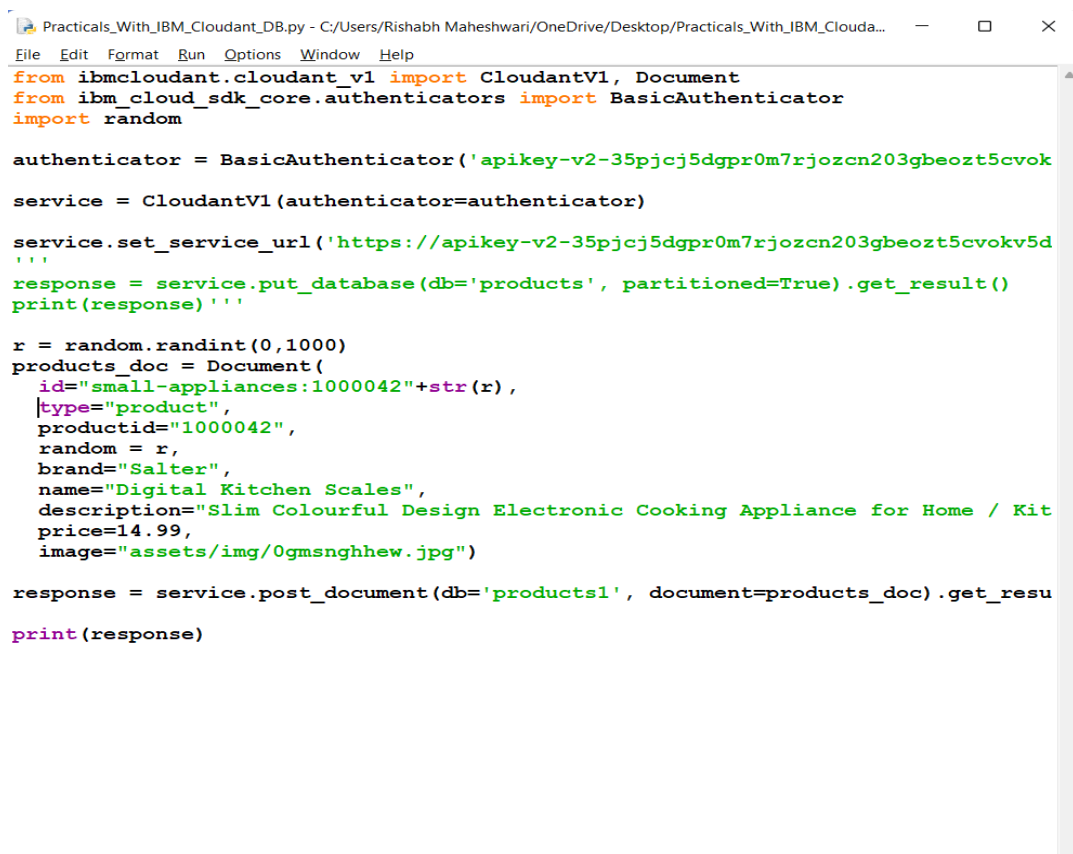 Practicals_With_IBM_Cloudant_DB.py - C:/Users/Rishabh Maheshwari/OneDrive/Desktop/Practicals_With_IBM_Clouda...
File Edit Format Run Options Window Help
from ibmcloudant.cloudant_v1 import CloudantV1, Document
from ibm_cloud_sdk_core.authenticators import BasicAuthenticator
import random
authenticator = BasicAuthenticator('apikey-v2-35pjcj5dgpr0m7rjozcn203gbeozt5cvok
service = CloudantV1(authenticator=authenticator)
service.set_service_url('https://apikey-v2-35pjcj5dgpr0m7rjozcn203gbeozt5cvokv5d
'''
response = service.put_database(db='products', partitioned=True).get_result()
print(response)'''
r = random.randint(0,1000)
products_doc = Document(
  id="small-appliances:1000042"+str(r),
  type="product",
  productid="1000042",
  random = r,
  brand="Salter",
  name="Digital Kitchen Scales",
  description="Slim Colourful Design Electronic Cooking Appliance for Home / Kit
  price=14.99,
  image="assets/img/0gmsnghhew.jpg")
response = service.post_document(db='products1', document=products_doc).get_resu
print(response)